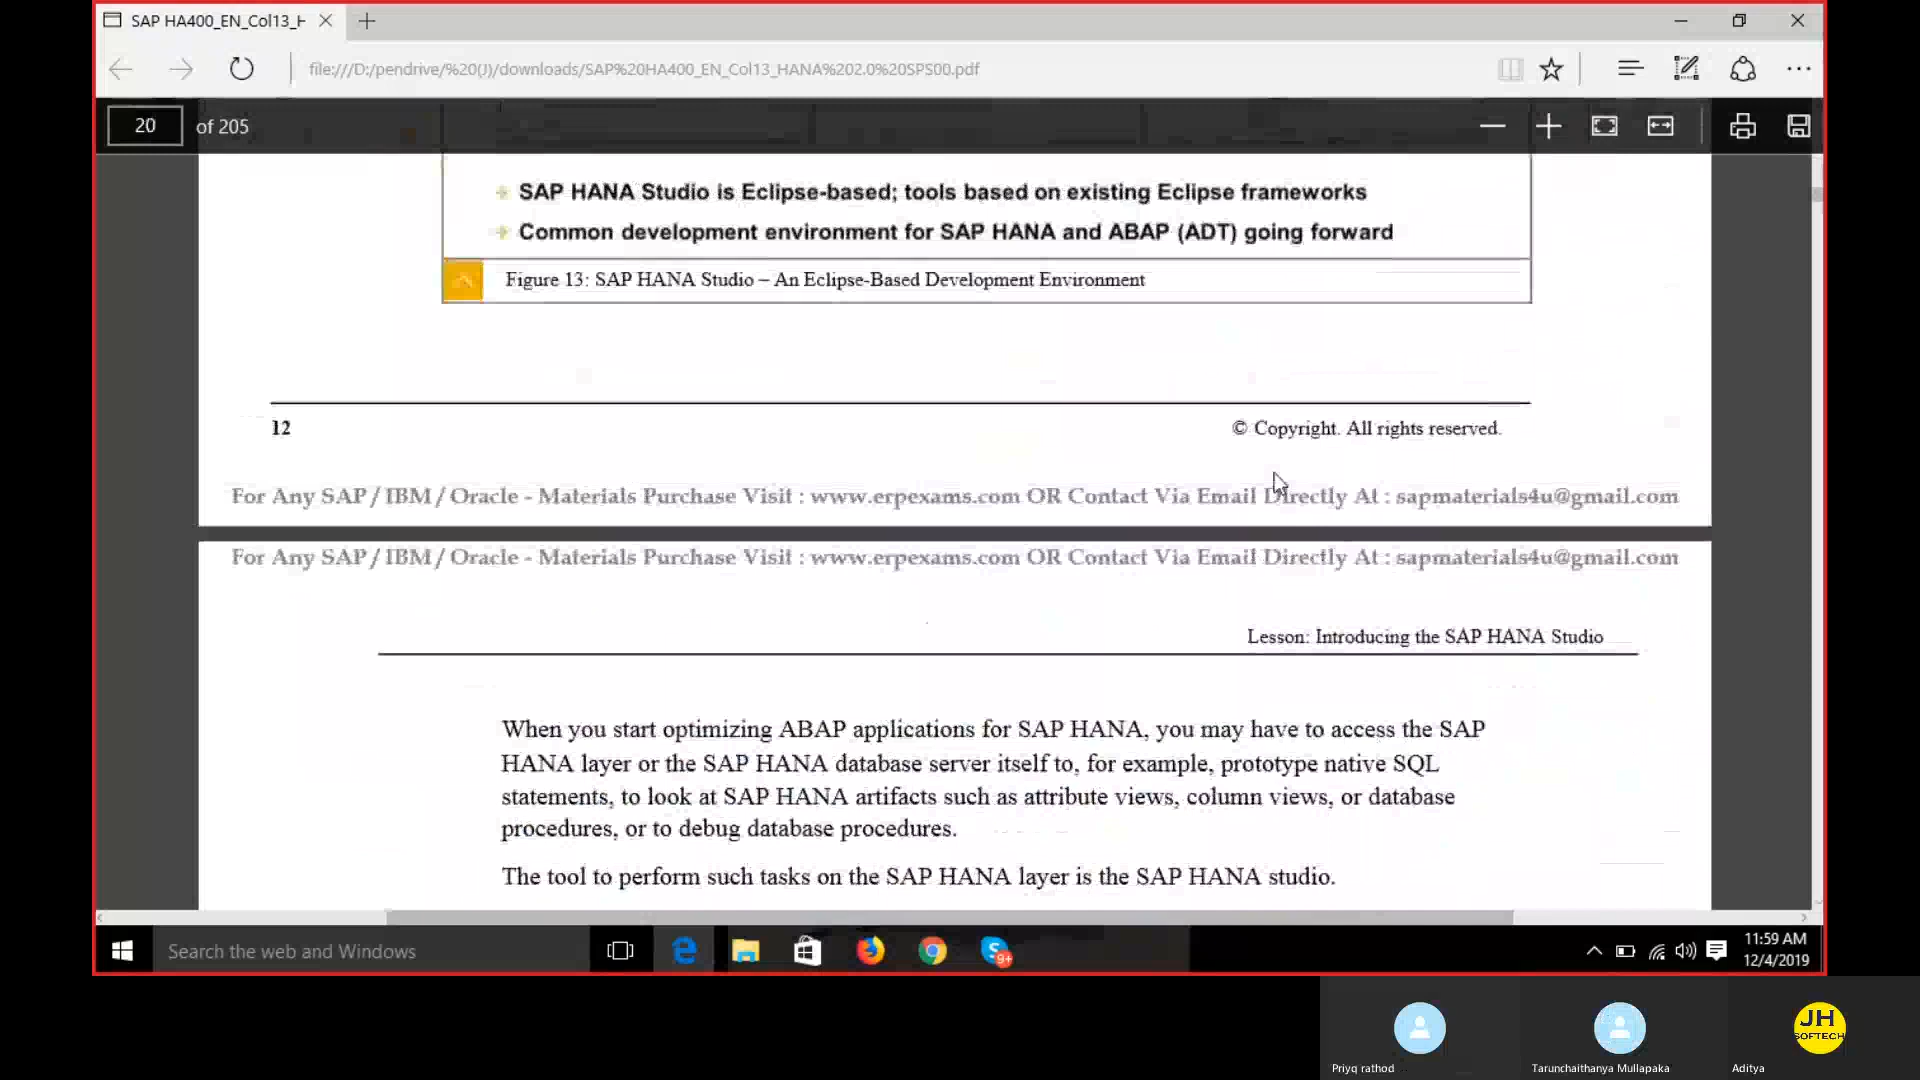 SAP HA400_EN_Col13_H
file:///D:/pendrive/%20(J)/downloads/SAP%20HA400_EN_Col13_HANA%202.0%20SPS00.pdf
20 of 205
SAP HANA Studio is Eclipse-based; tools based on existing Eclipse frameworks
Common development environment for SAP HANA and ABAP (ADT) going forward
Figure 13: SAP HANA Studio – An Eclipse-Based Development Environment
12 © Copyright. All rights reserved.
For Any SAP / IBM / Oracle - Materials Purchase Visit : www.erpexams.com OR Contact Via Email Directly At : sapmaterials4u@gmail.com
For Any SAP / IBM / Oracle - Materials Purchase Visit : www.erpexams.com OR Contact Via Email Directly At : sapmaterials4u@gmail.com
Lesson: Introducing the SAP HANA Studio
When you start optimizing ABAP applications for SAP HANA, you may have to access the SAP
HANA layer or the SAP HANA database server itself to, for example, prototype native SQL
statements, to look at SAP HANA artifacts such as attribute views, column views, or database
procedures, or to debug database procedures.
The tool to perform such tasks on the SAP HANA layer is the SAP HANA studio.
Search the web and Windows
9+
11:59 AM
12/4/2019
JH
SOFTECH
Priyq rathod
Tarunchaithanya Mullapaka
Aditya